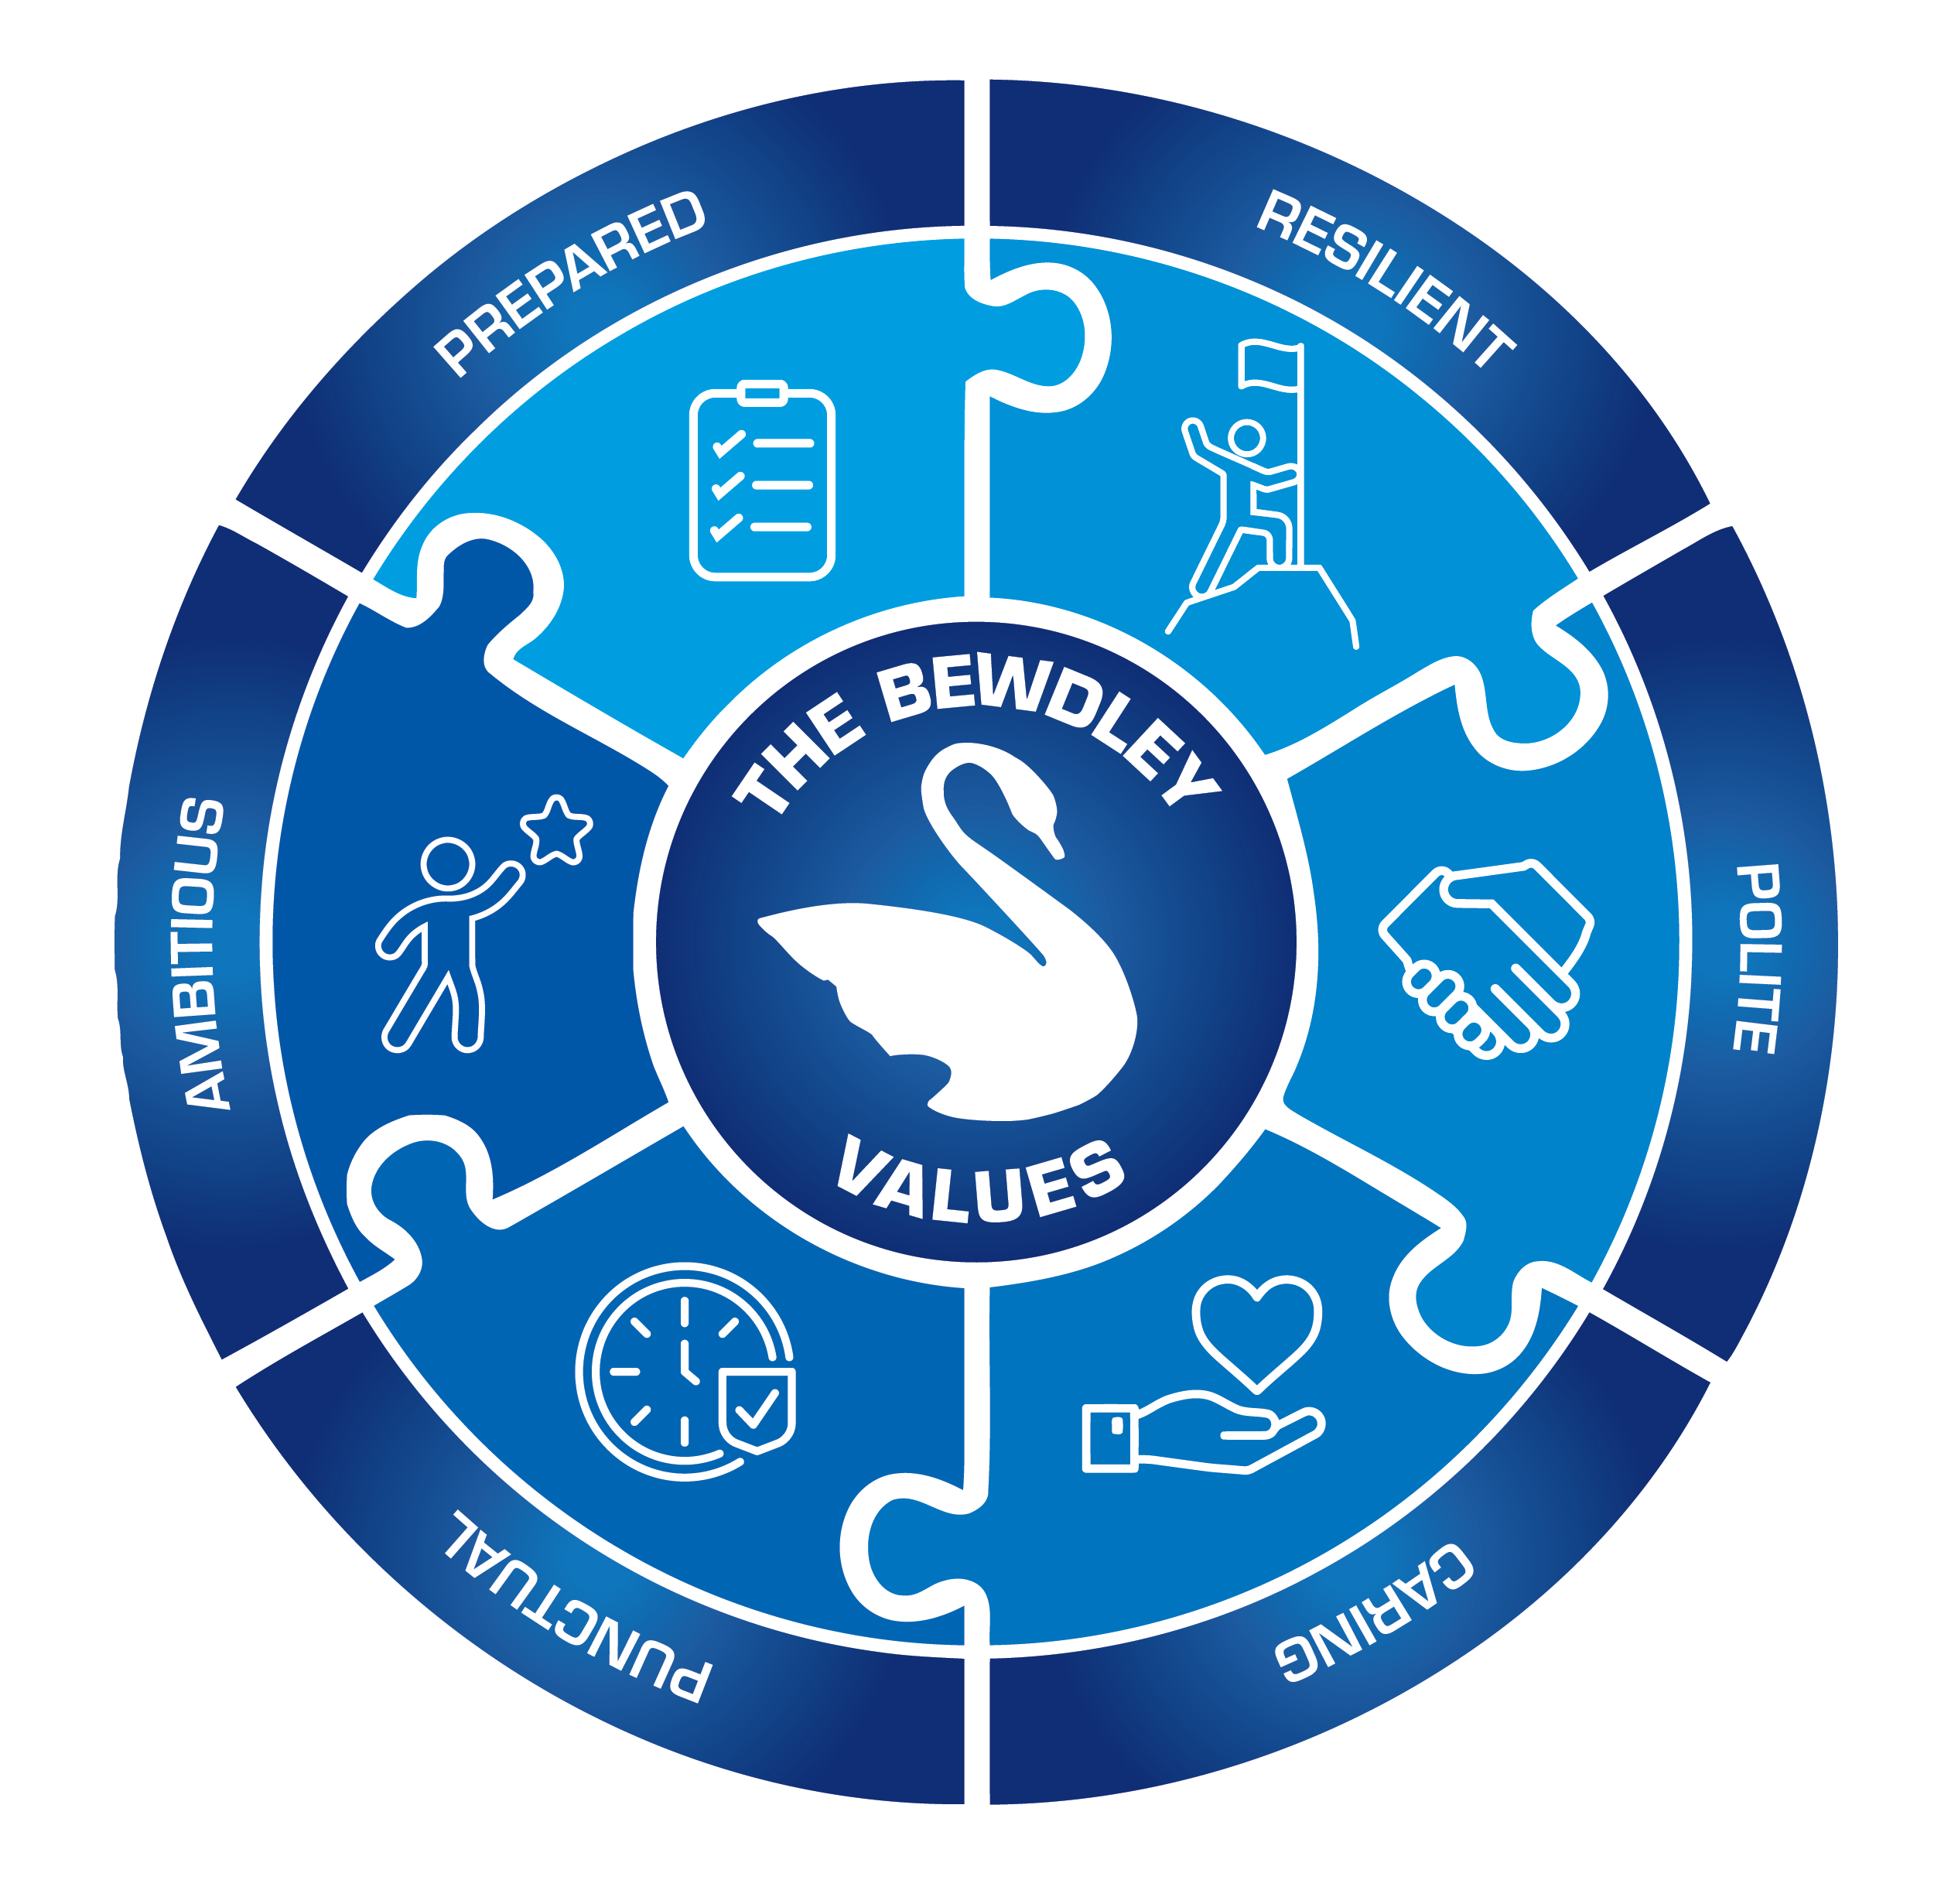 THE BEWDLEY
VALUES
PREPARED
RESILIENT
POLITE
CARING
PUNCTUAL
AMBITIOUS